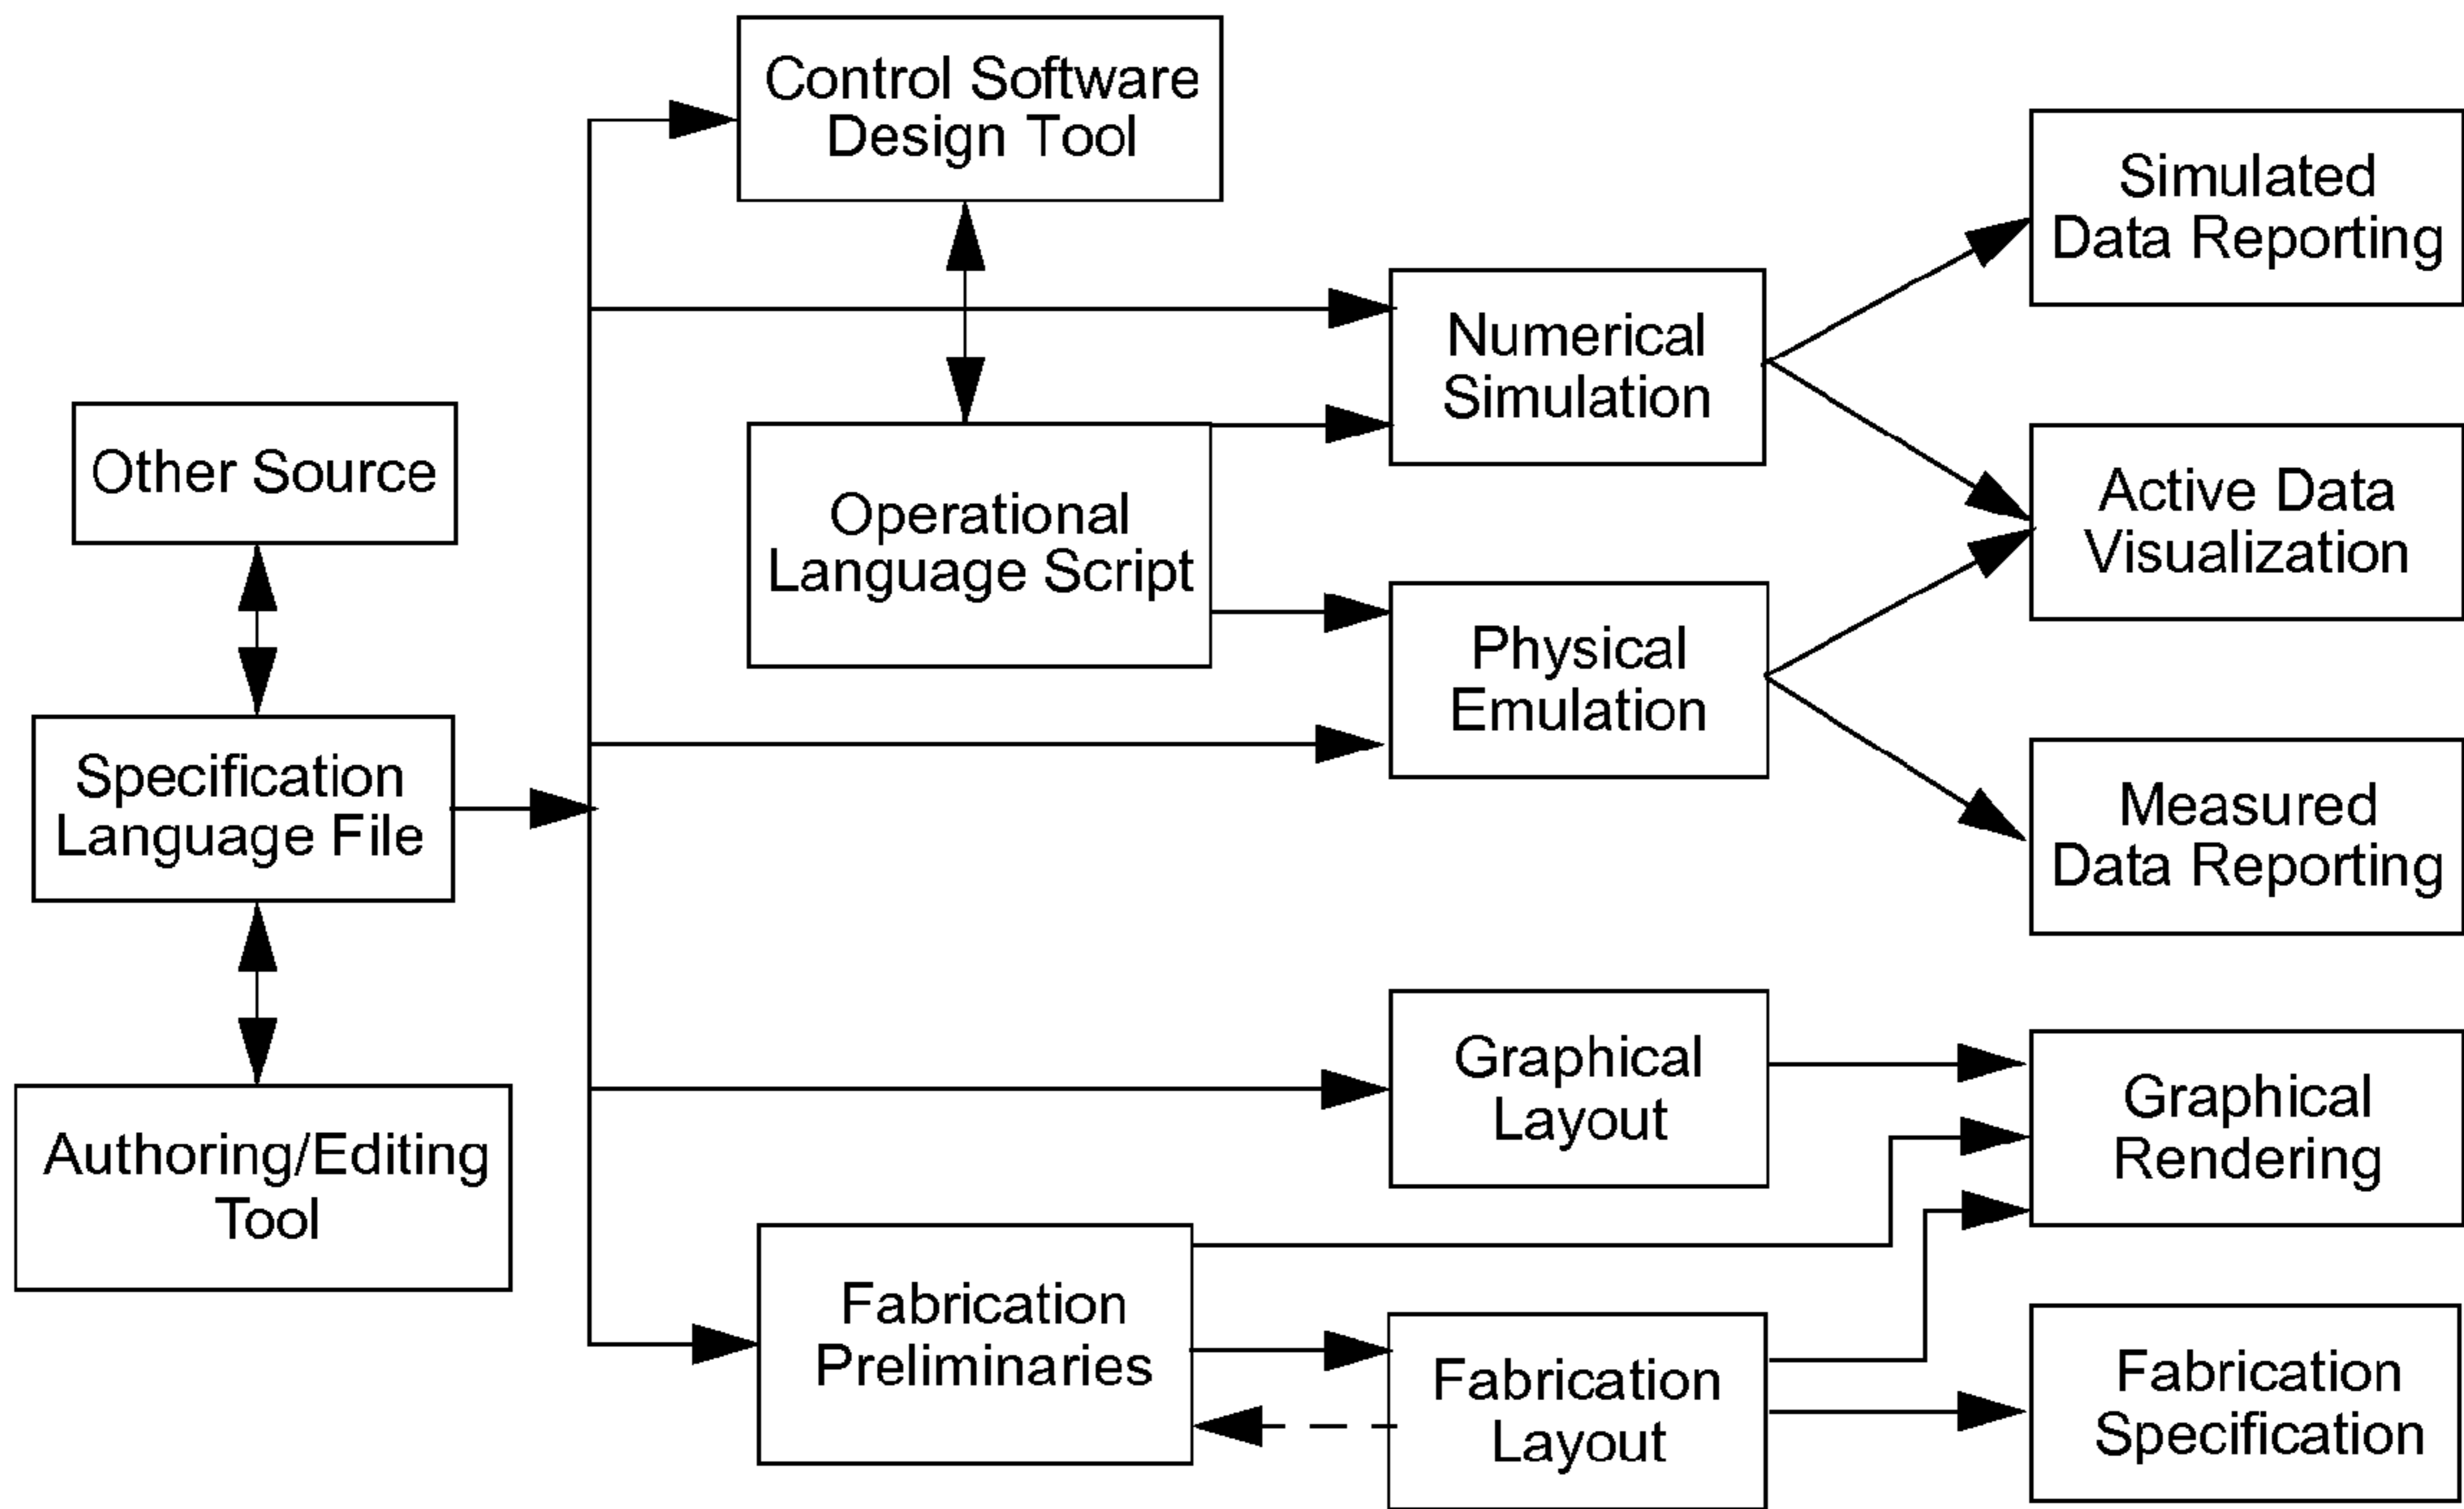 Control Software
Design Tool
Simulated
Data Reporting
Numerical
Simulation
Other Source
Operational
Language Script
Active Data
Visualization
Physical
Emulation
Specification
Language File
Measured
Data Reporting
Graphical
Layout
Graphical
Rendering
Authoring/Editing
Tool
Fabrication
Preliminaries
Fabrication
Layout
Fabrication
Specification